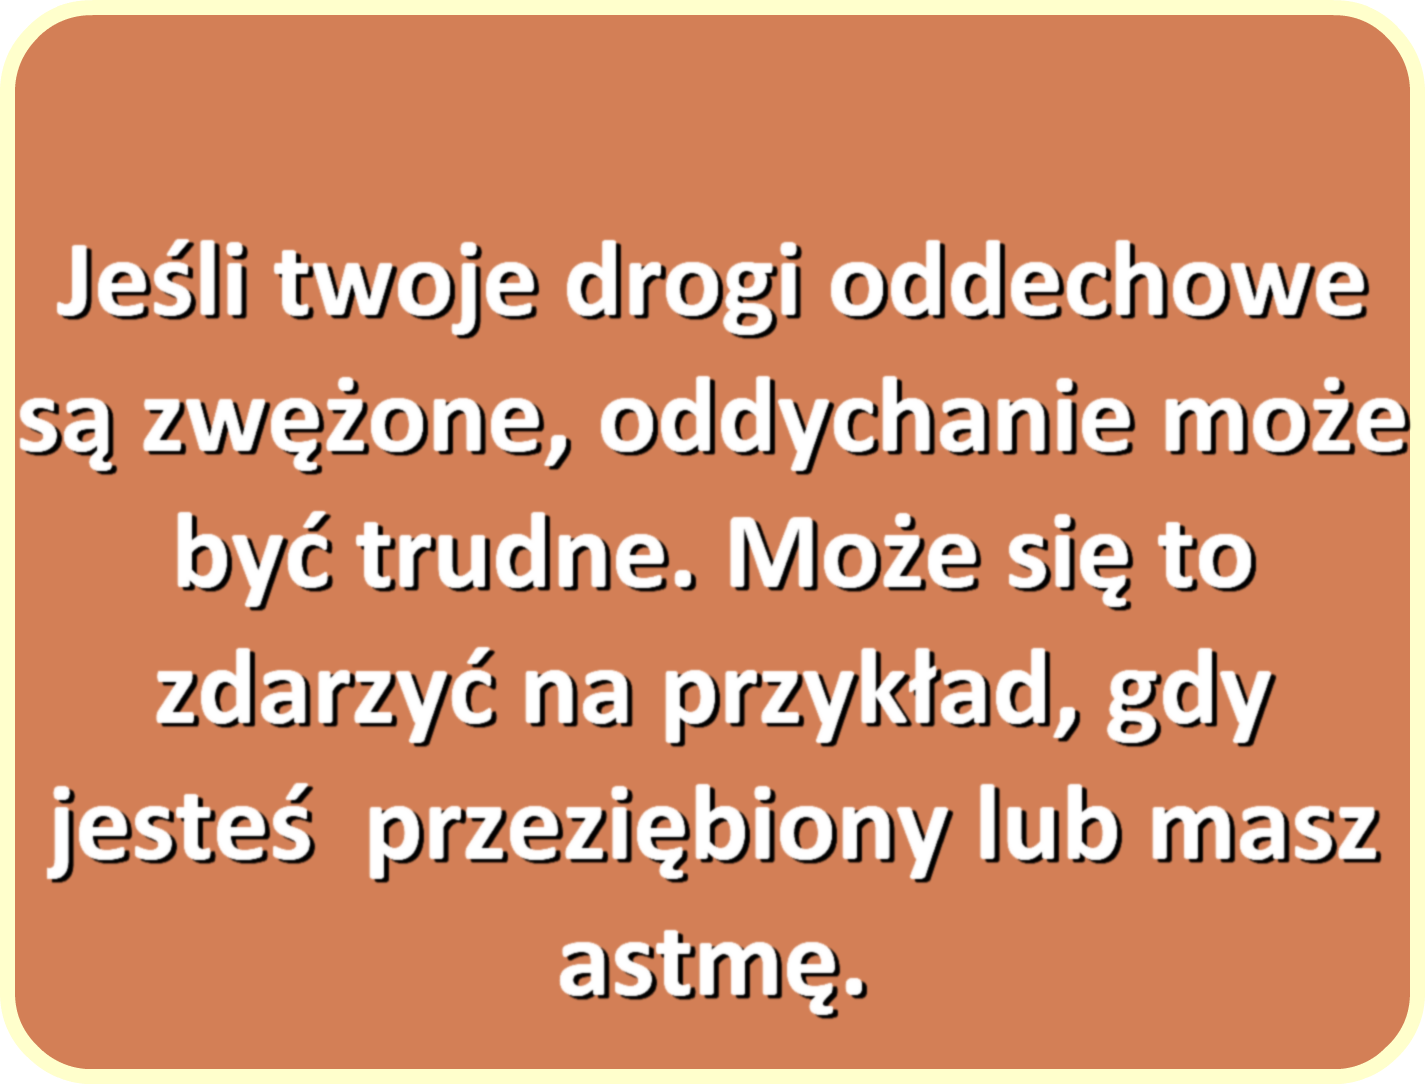 Jeśli twoje drogi oddechowe
są zwężone, oddychanie może
być trudne. Może się to
zdarzyć na przykład, gdy
jesteś  przeziębiony lub masz
astmę.